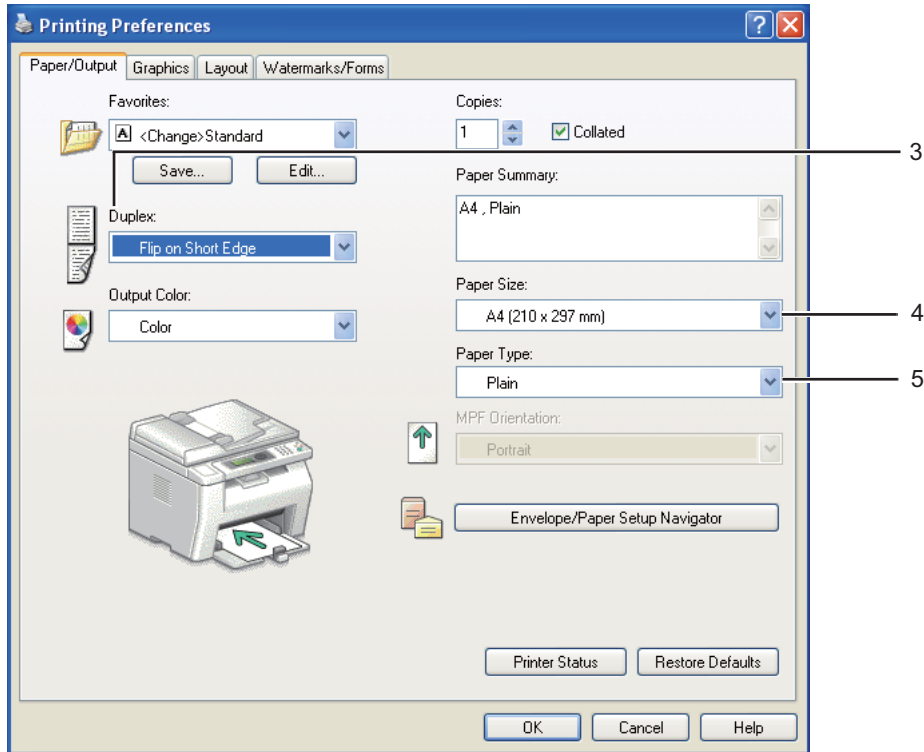 Printing Preferences
Paper/Output Graphics Layout Watermarks/Forms
Favorites:
A <Change>Standard
Save... Edit...
Duplex:
Flip on Short Edge
Output Color:
Color
Copies:
1
Collated
3
Paper Summary:
A4 , Plain
Paper Size:
A4 (210 x 297 mm)
4
Paper Type:
Plain
5
MPF Orientation:
Portrait
Envelope/Paper Setup Navigator
Printer Status Restore Defaults
OK Cancel Help